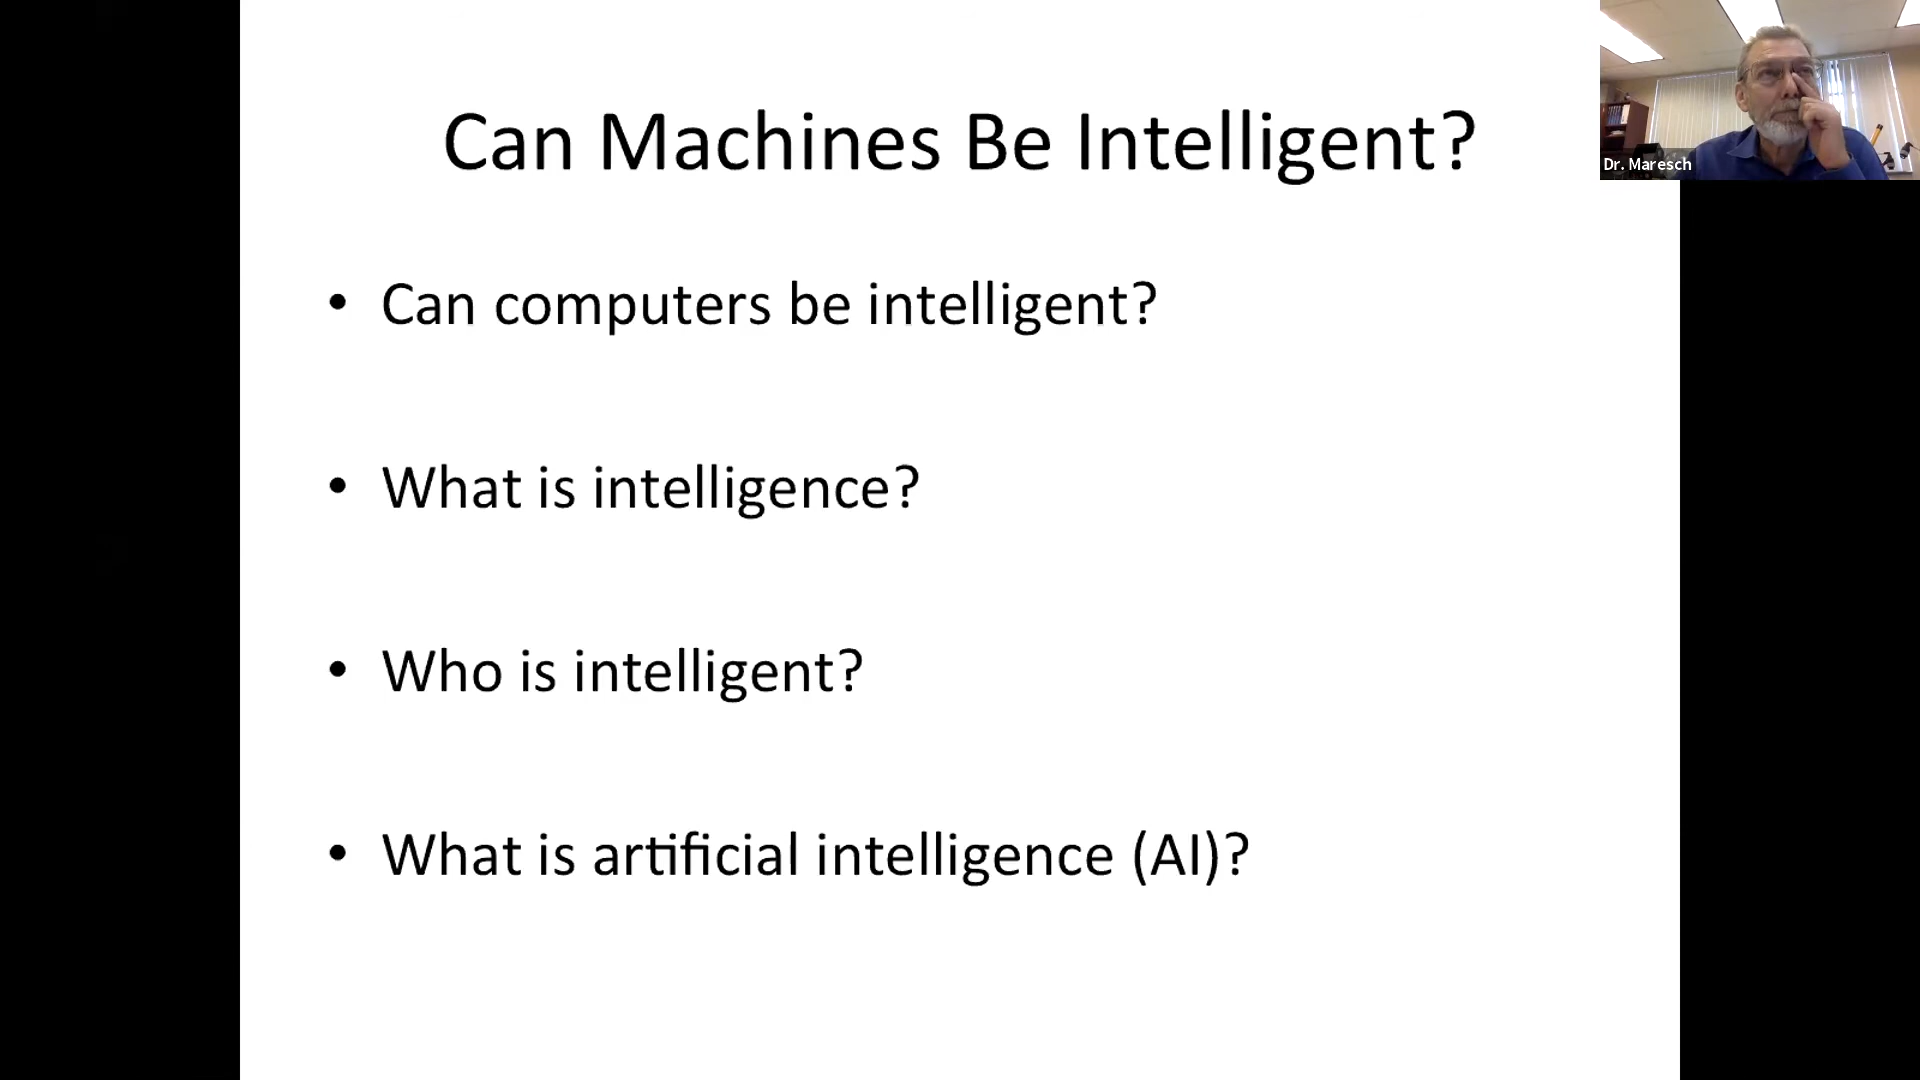 Can Machines Be Intelligent?
• Can computers be intelligent?
• What is intelligence?
• Who is intelligent?
• What is artificial intelligence (AI)?
Dr. Maresch